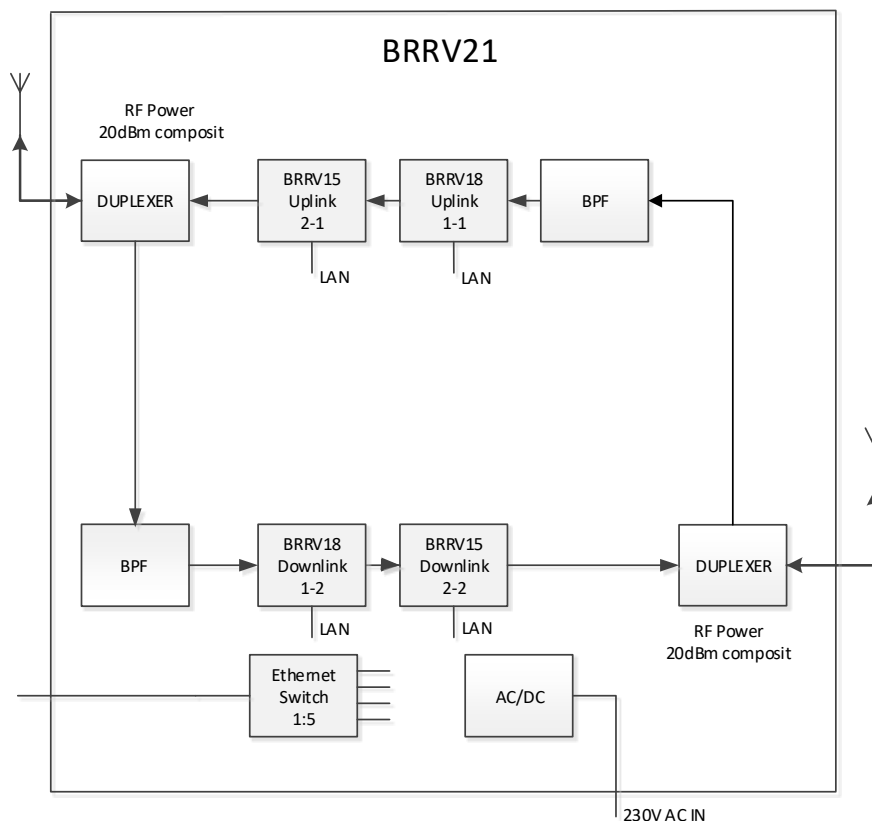 BRRV21
RF Power
20dBm composit
DUPLEXER
BRRV15
Uplink
2-1
BRRV18
Uplink
1-1
BPF
LAN
LAN
BPF
BRRV18
Downlink
1-2
BRRV15
Downlink
2-2
DUPLEXER
LAN
LAN
RF Power
20dBm composit
Ethernet
Switch
1:5
AC/DC
230V AC IN